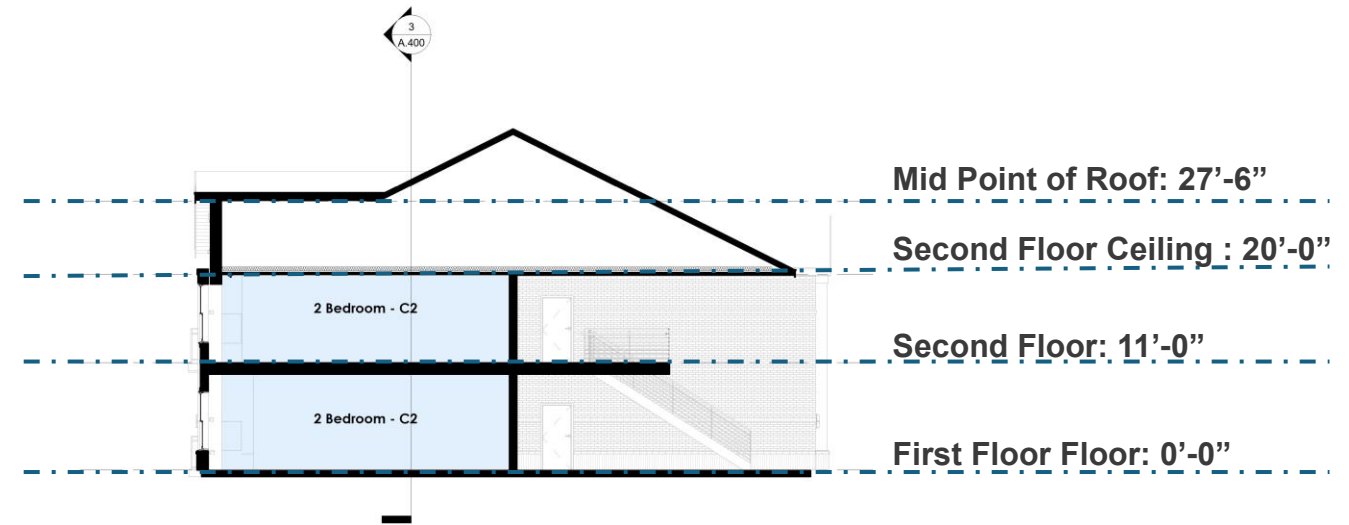 3
A.400
Mid Point of Roof: 27’-6”
Second Floor Ceiling : 20’-0”
2 Bedroom - C2
Second Floor: 11’-0”
2 Bedroom - C2
First Floor Floor: 0’-0”